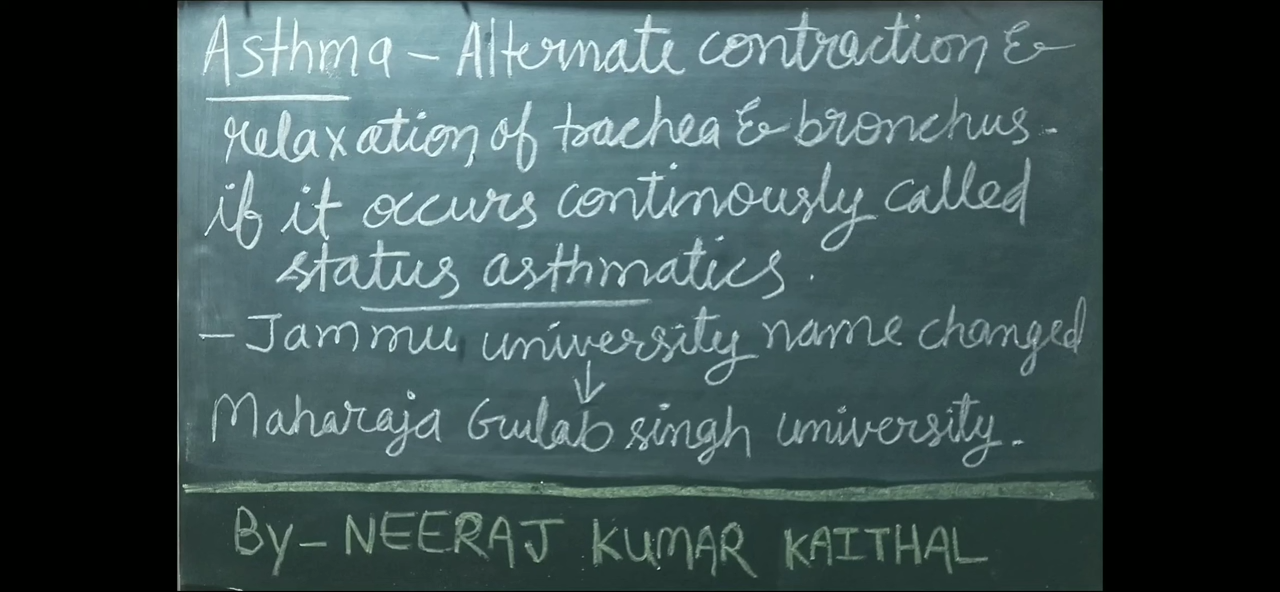 Asthma - Alternate contraction &
relaxation of trachea & bronchus.
if it occurs continously called
status asthmatics.
- Jammu university name changed
↓
Maharaja Gulab singh university.
By - NEERAJ KUMAR KAITHAL